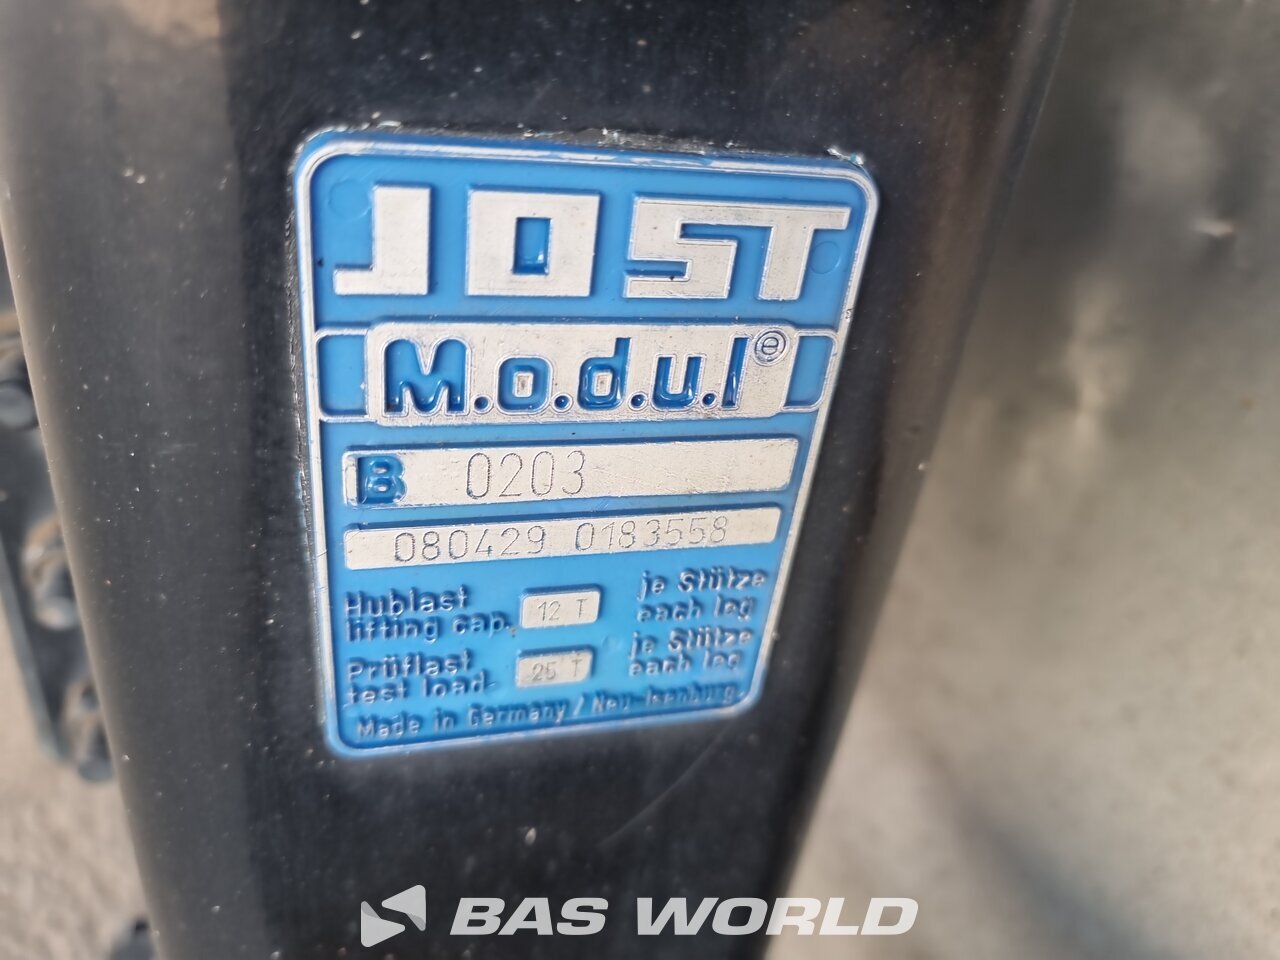 JOST
M.o.d.u.l®
B 0203
080429 0183558
Hublast
lifting cap. 12 T je Stütze
each leg
Prüflast
test load. 25 T je Stütze
each leg
Made in Germany / Neu-Isenburg.
BAS WORLD